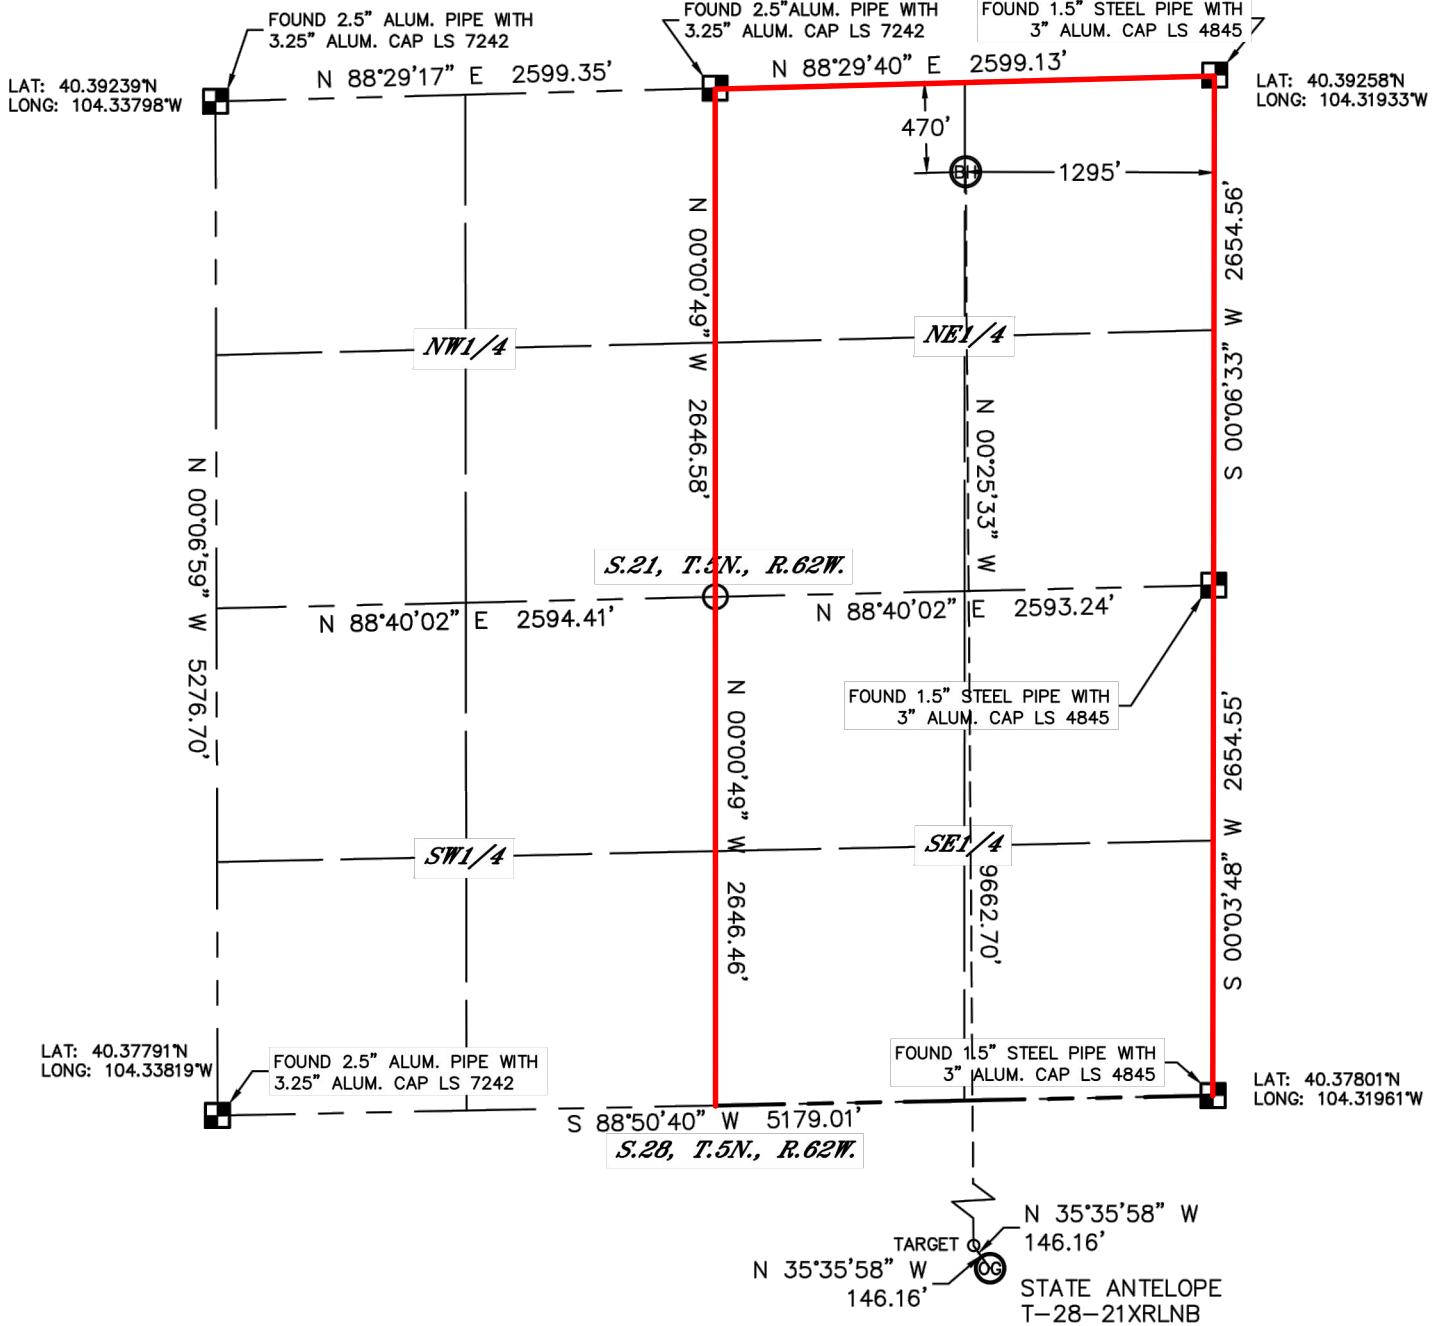 FOUND 2.5" ALUM. PIPE WITH
3.25" ALUM. CAP LS 7242
FOUND 2.5"ALUM. PIPE WITH
3.25" ALUM. CAP LS 7242
FOUND 1.5" STEEL PIPE WITH
3" ALUM. CAP LS 4845
LAT: 40.39239°N
LONG: 104.33798°W
N 88°29'17" E 2599.35'
N 88°29'40" E 2599.13'
LAT: 40.39258°N
LONG: 104.31933°W
470'
BH
1295'
N 00°00'49" W 2646.58'
S 00°06'33" W 2654.56'
NW1/4
NE1/4
N 00°25'33" W 9662.70'
N 00°06'59" W 5276.70'
S.21, T.5N., R.62W.
N 88°40'02" E 2594.41'
N 88°40'02" E 2593.24'
FOUND 1.5" STEEL PIPE WITH
3" ALUM. CAP LS 4845
N 00°00'49" W 2646.46'
S 00°03'48" W 2654.55'
SW1/4
SE1/4
LAT: 40.37791°N
LONG: 104.33819°W
FOUND 2.5" ALUM. PIPE WITH
3.25" ALUM. CAP LS 7242
FOUND 1.5" STEEL PIPE WITH
3" ALUM. CAP LS 4845
LAT: 40.37801°N
LONG: 104.31961°W
S 88°50'40" W 5179.01'
S.28, T.5N., R.62W.
N 35°35'58" W
146.16'
TARGET
N 35°35'58" W
146.16'
OG
STATE ANTELOPE
T-28-21XRLNB